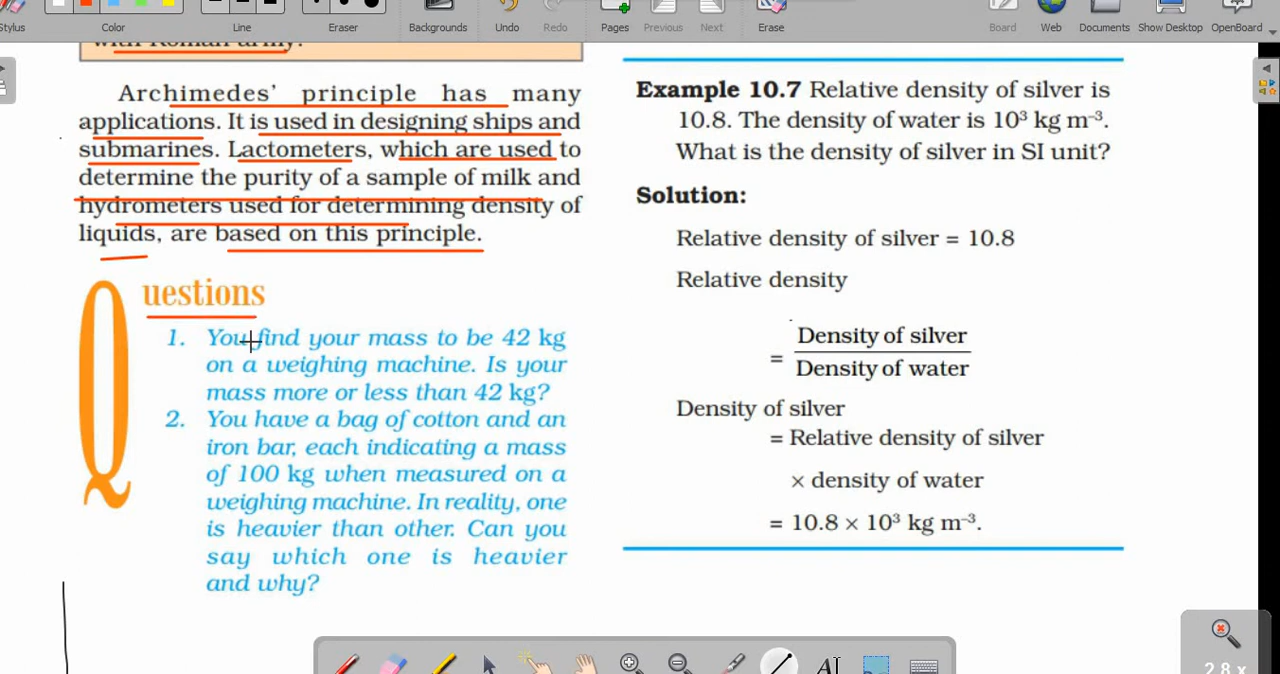 Stylus
Color
Line
Eraser
Backgrounds
Undo
Redo
Pages
Previous
Next
Erase
Board
Web
Documents
Show Desktop
OpenBoard
with Roman army.
Archimedes' principle has many
applications. It is used in designing ships and
submarines. Lactometers, which are used to
determine the purity of a sample of milk and
hydrometers used for determining density of
liquids, are based on this principle.
Questions
1. You find your mass to be 42 kg
on a weighing machine. Is your
mass more or less than 42 kg?
2. You have a bag of cotton and an
iron bar, each indicating a mass
of 100 kg when measured on a
weighing machine. In reality, one
is heavier than other. Can you
say which one is heavier
and why?
Example 10.7 Relative density of silver is
10.8. The density of water is 10³ kg m⁻³.
What is the density of silver in SI unit?
Solution:
Relative density of silver = 10.8
Relative density
= Density of silver
Density of water
Density of silver
= Relative density of silver
× density of water
= 10.8 × 10³ kg m⁻³.
AI
2.8 x